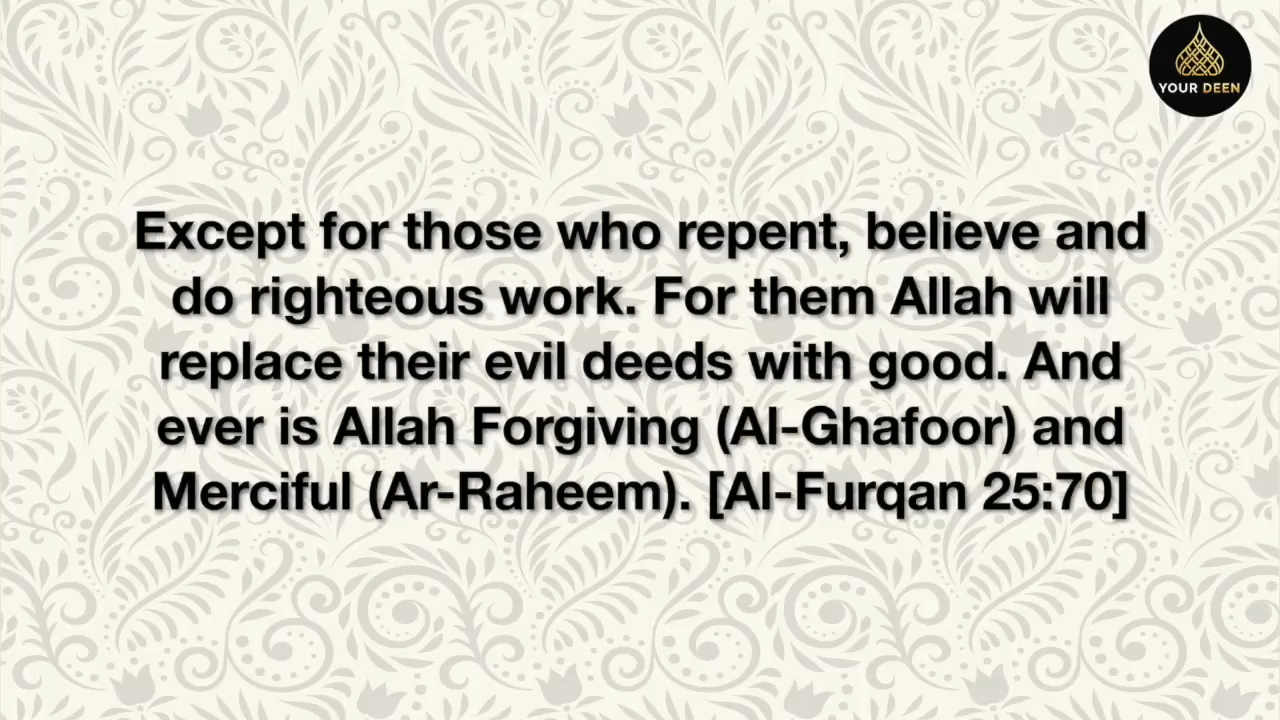 YOUR DEEN
Except for those who repent, believe and
do righteous work. For them Allah will
replace their evil deeds with good. And
ever is Allah Forgiving (Al-Ghafoor) and
Merciful (Ar-Raheem). [Al-Furqan 25:70]